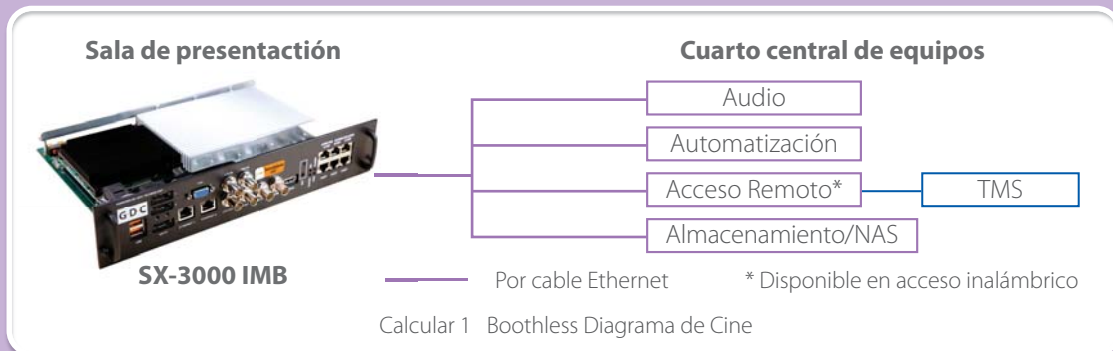 Sala de presentactión
Cuarto central de equipos
Audio
Automatización
Acceso Remoto*
TMS
Almacenamiento/NAS
GDC
SX-3000 IMB
Por cable Ethernet
* Disponible en acceso inalámbrico
Calcular 1 Boothless Diagrama de Cine